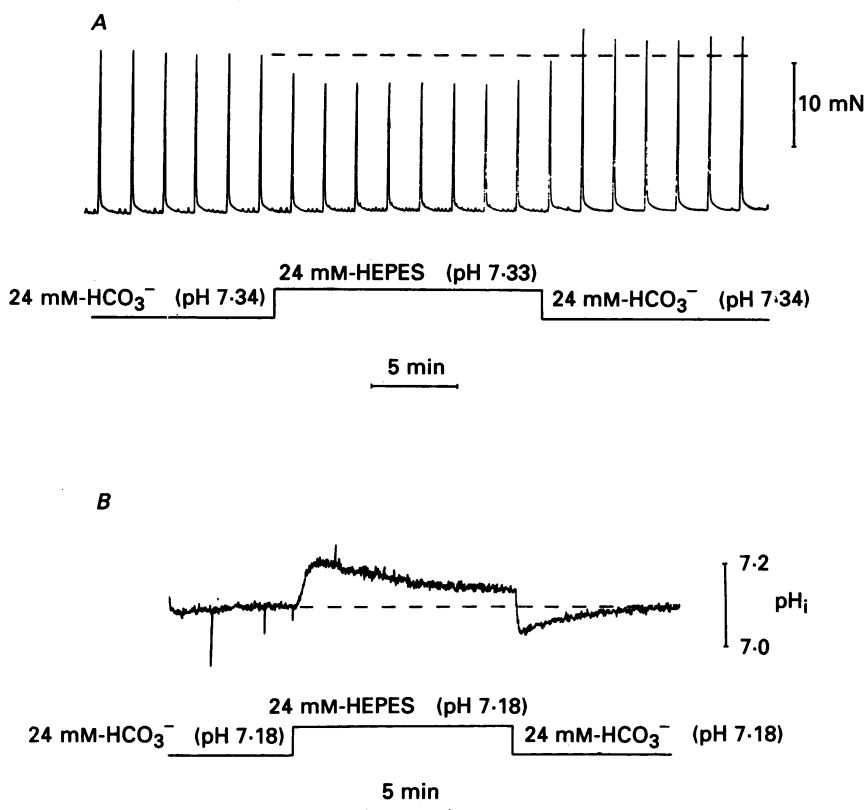 A
10 mN
24 mM-HEPES (pH 7·33)
24 mM-HCO₃⁻ (pH 7·34)
24 mM-HCO₃⁻ (pH 7·34)
5 min
B
7·2
pHᵢ
7·0
24 mM-HEPES (pH 7·18)
24 mM-HCO₃⁻ (pH 7·18)
24 mM-HCO₃⁻ (pH 7·18)
5 min